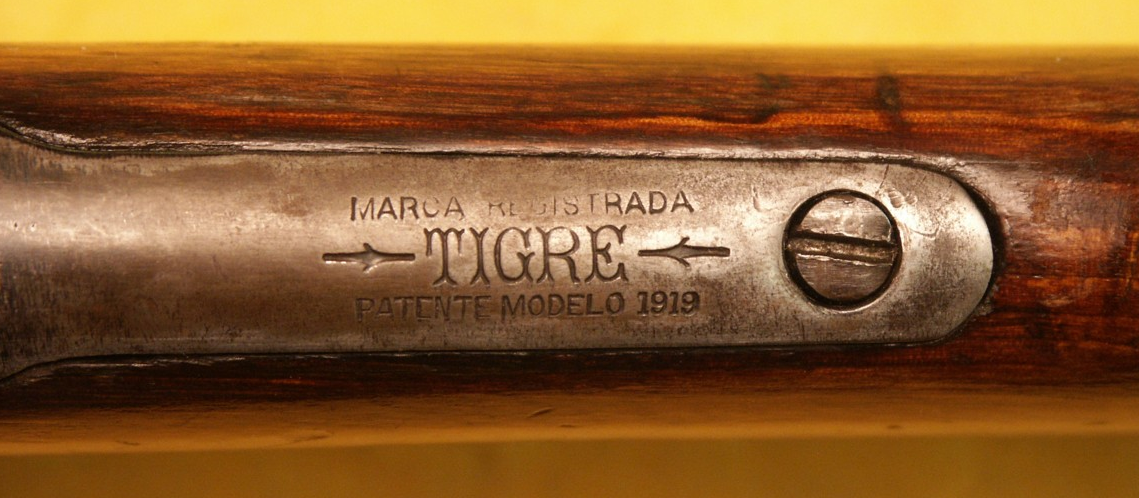 MARCA REGISTRADA
TIGRE
PATENTE MODELO 1919